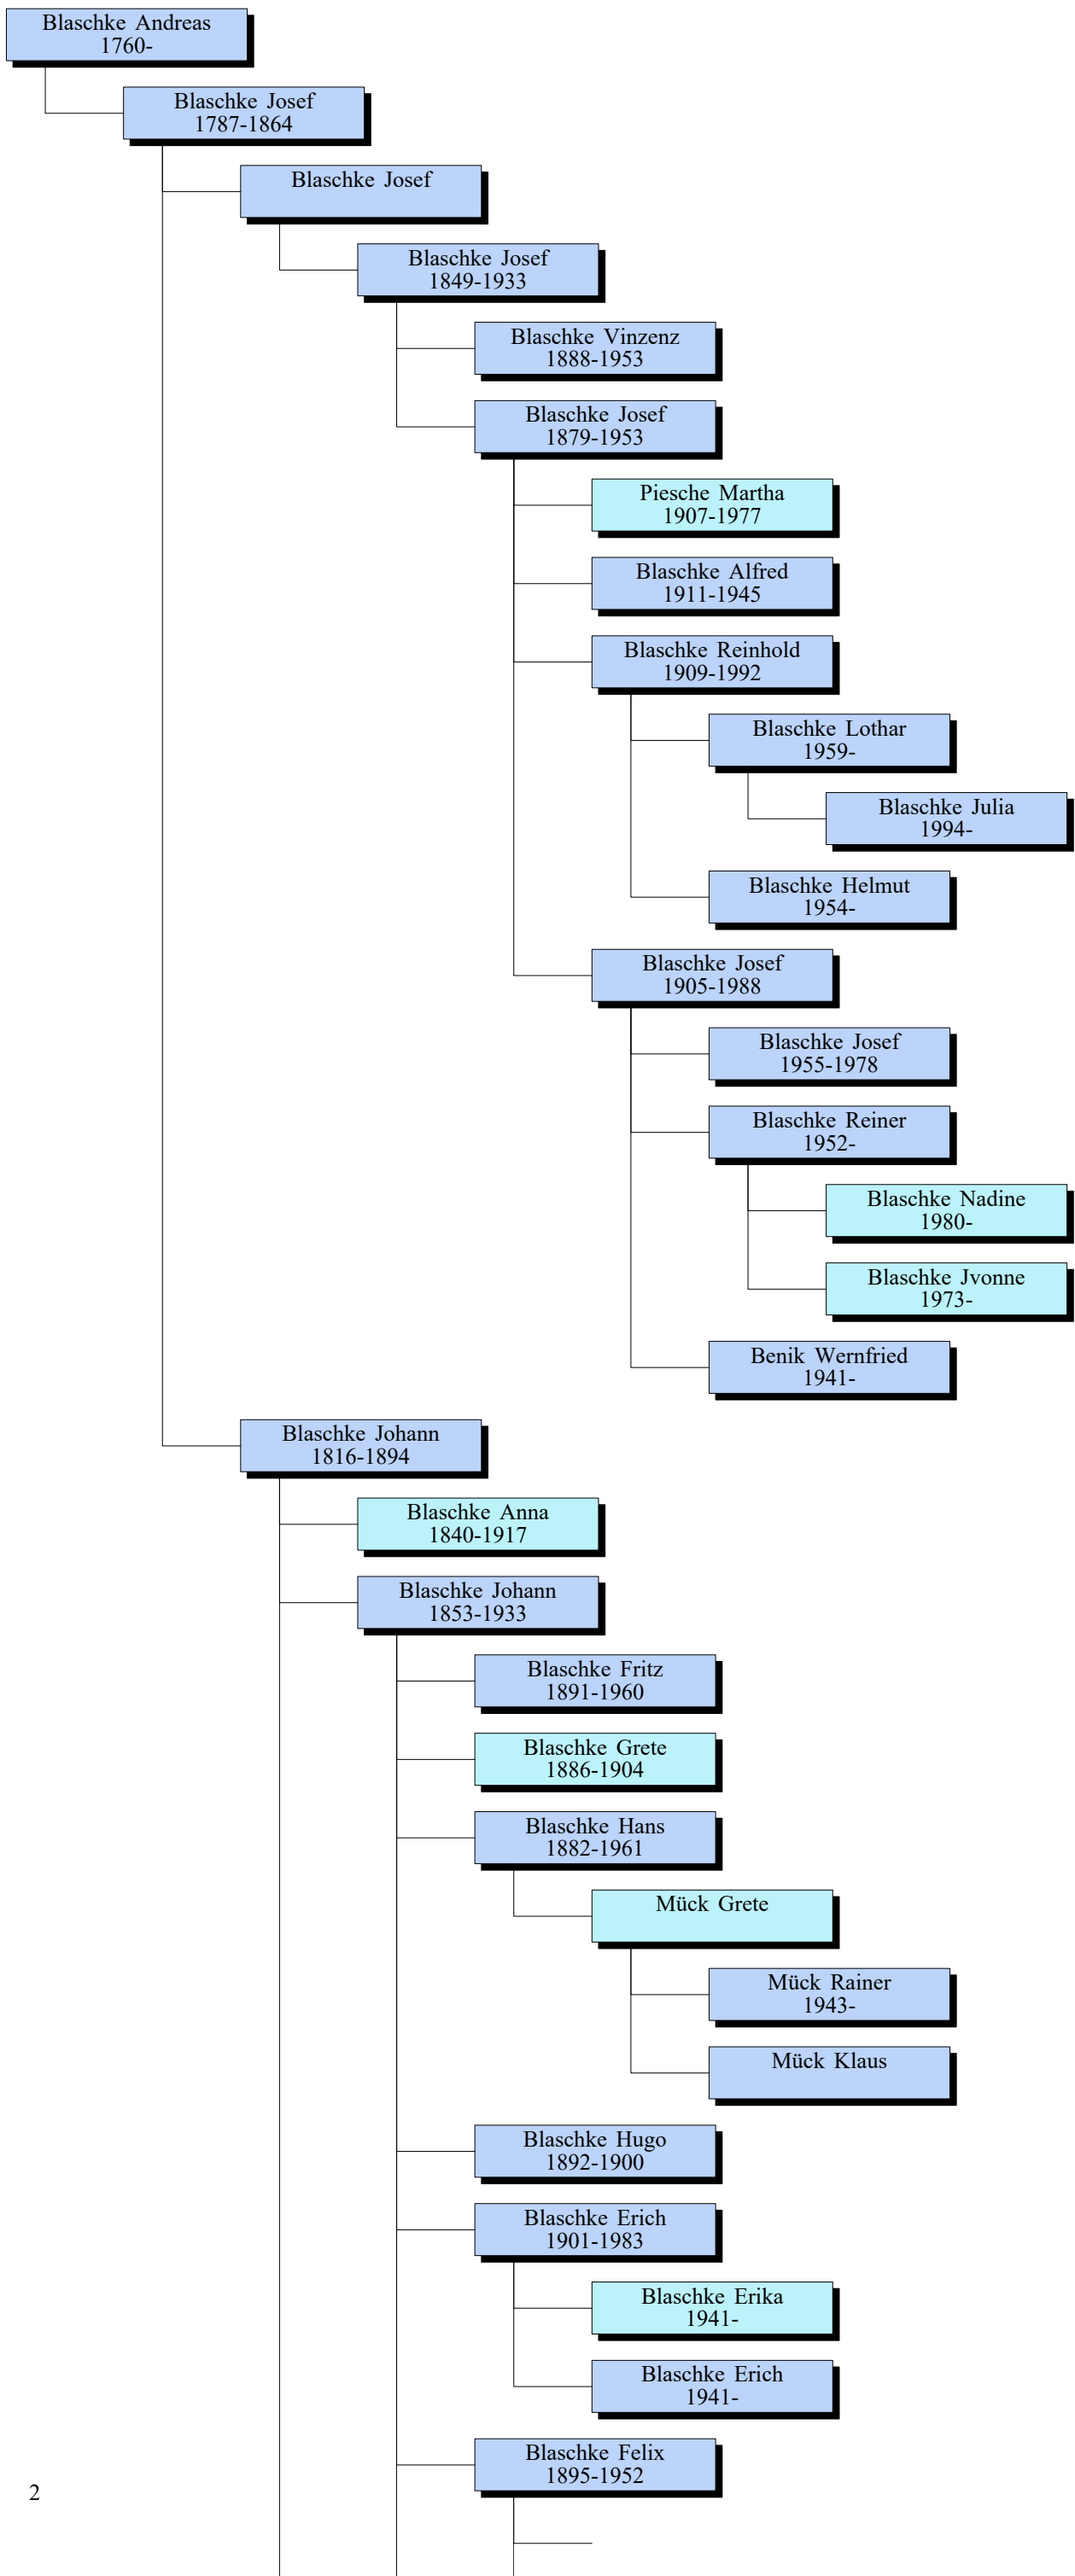 Blaschke Andreas
1760-
Blaschke Josef
1787-1864
Blaschke Josef
Blaschke Josef
1849-1933
Blaschke Vinzenz
1888-1953
Blaschke Josef
1879-1953
Piesche Martha
1907-1977
Blaschke Alfred
1911-1945
Blaschke Reinhold
1909-1992
Blaschke Lothar
1959-
Blaschke Julia
1994-
Blaschke Helmut
1954-
Blaschke Josef
1905-1988
Blaschke Josef
1955-1978
Blaschke Reiner
1952-
Blaschke Nadine
1980-
Blaschke Jvonne
1973-
Benik Wernfried
1941-
Blaschke Johann
1816-1894
Blaschke Anna
1840-1917
Blaschke Johann
1853-1933
Blaschke Fritz
1891-1960
Blaschke Grete
1886-1904
Blaschke Hans
1882-1961
Mück Grete
Mück Rainer
1943-
Mück Klaus
Blaschke Hugo
1892-1900
Blaschke Erich
1901-1983
Blaschke Erika
1941-
Blaschke Erich
1941-
Blaschke Felix
1895-1952
2